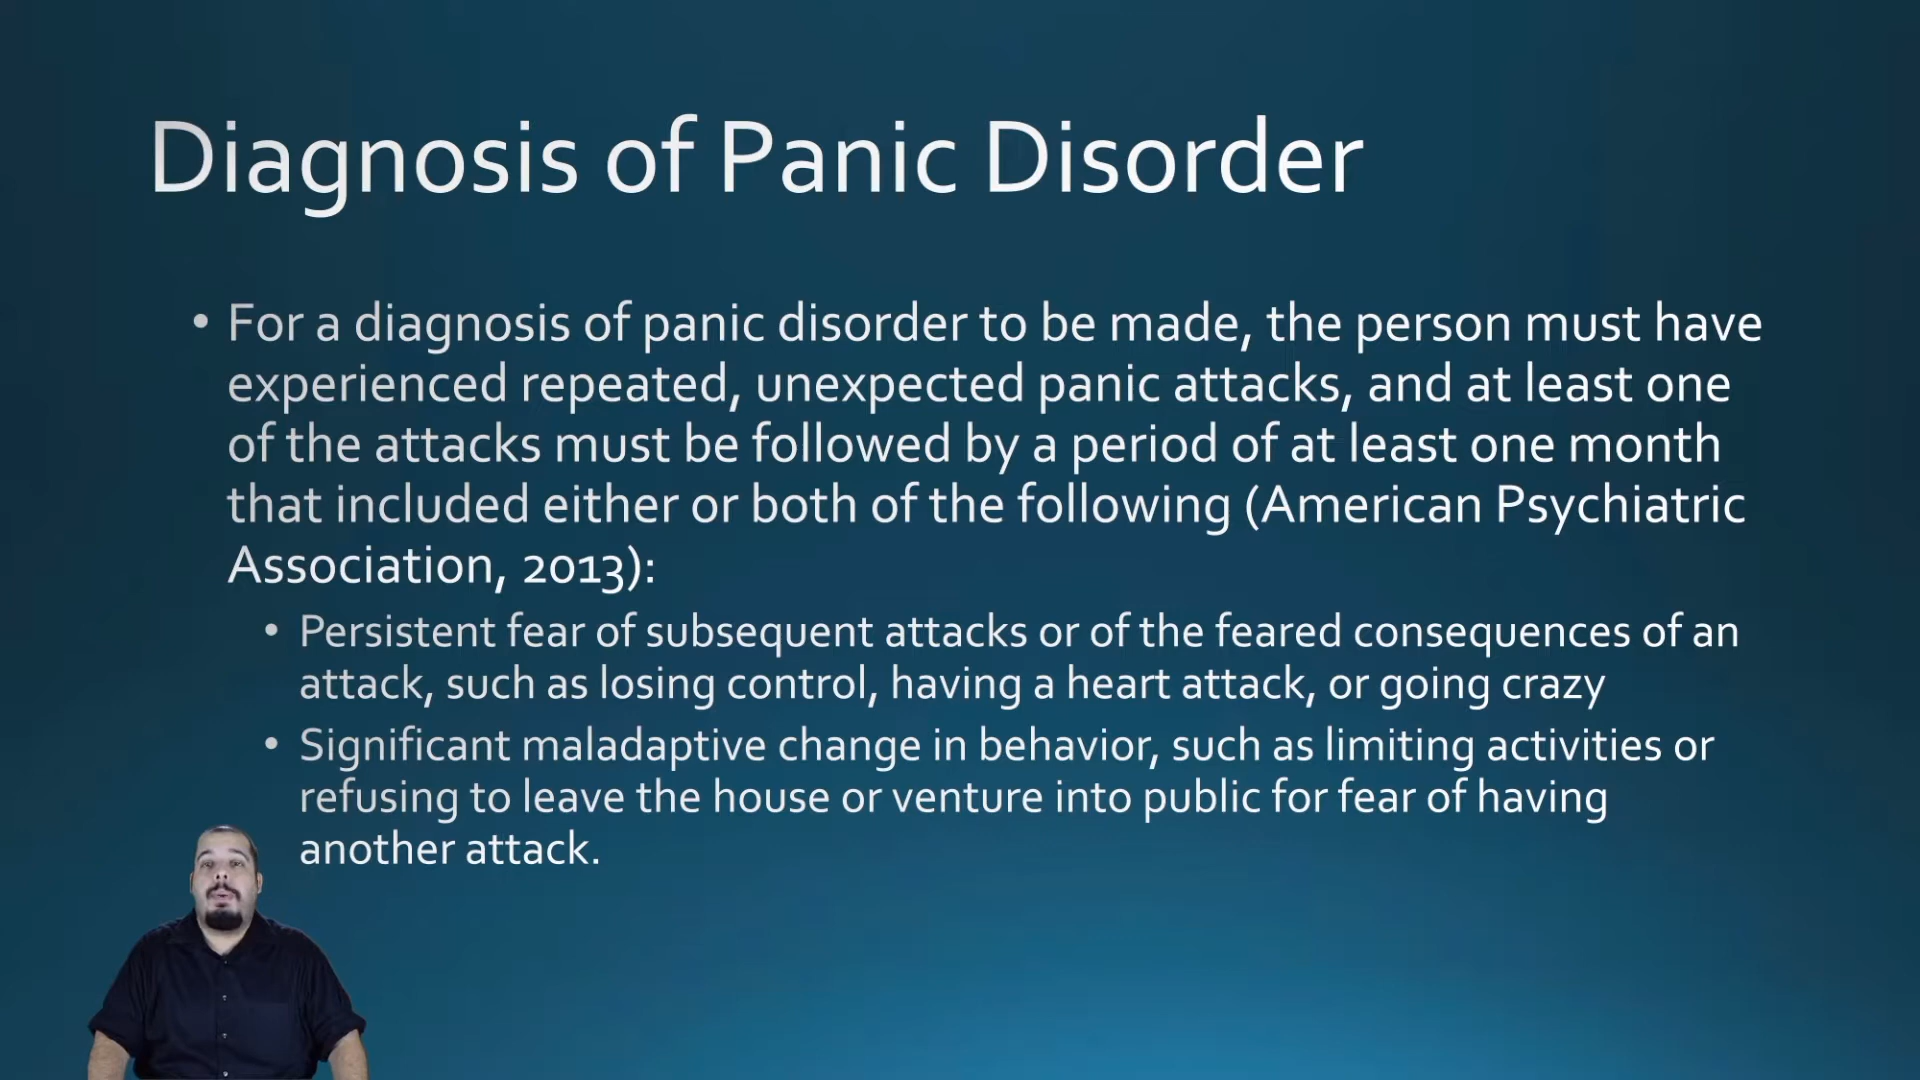 Diagnosis of Panic Disorder
• For a diagnosis of panic disorder to be made, the person must have
experienced repeated, unexpected panic attacks, and at least one
of the attacks must be followed by a period of at least one month
that included either or both of the following (American Psychiatric
Association, 2013):
• Persistent fear of subsequent attacks or of the feared consequences of an
attack, such as losing control, having a heart attack, or going crazy
• Significant maladaptive change in behavior, such as limiting activities or
refusing to leave the house or venture into public for fear of having
another attack.